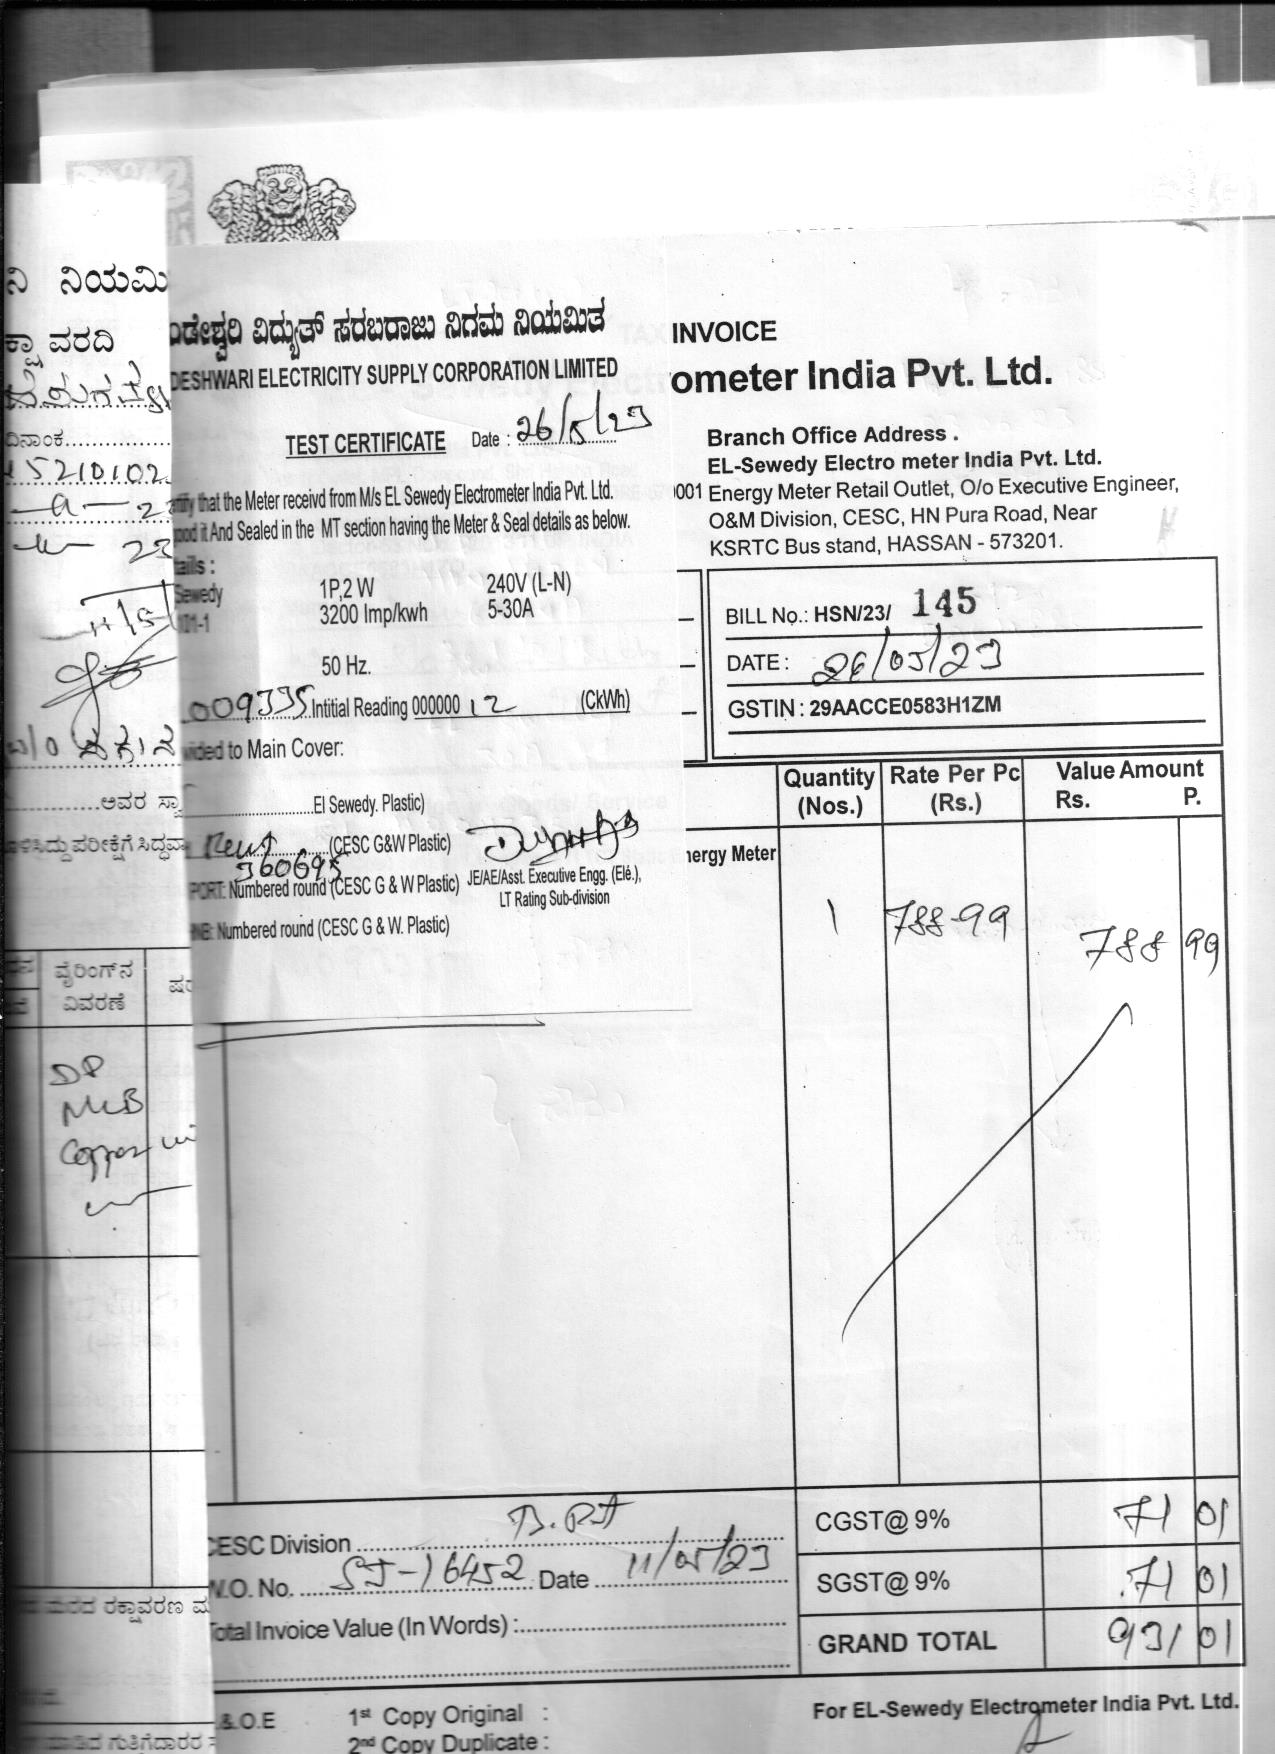 ನಿ ನಿಯಮಿ
ಕ್ಷಾ ವರದಿ
ದಿನಾಂಕ
15210102
ಅವರ ಸ್ಥಾ
ವೈರಿಂಗ್‌ನ
ವಿವರಣೆ
DP
MCB
Copper
ಂಡೇಶ್ವರಿ ವಿದ್ಯುತ್ ಸರಬರಾಜು ನಿಗಮ ನಿಯಮಿತ
DESHWARI ELECTRICITY SUPPLY CORPORATION LIMITED
TEST CERTIFICATE Date : 26/5/23
that the Meter receivd from M/s EL Sewedy Electrometer India Pvt. Ltd.
it And Sealed in the MT section having the Meter & Seal details as below.
tails :
Sewedy 1P,2 W 240V (L-N)
3200 Imp/kwh 5-30A
50 Hz.
009335 Intitial Reading 000000 12 (CkWh)
vided to Main Cover:
El Sewedy. Plastic)
(CESC G&W Plastic)
360695
PORT: Numbered round (CESC G & W Plastic)
NE: Numbered round (CESC G & W. Plastic)
JE/AE/Asst. Executive Engg. (Ele.),
LT Rating Sub-division
TAX INVOICE
ometer India Pvt. Ltd.
Branch Office Address .
EL-Sewedy Electro meter India Pvt. Ltd.
0001 Energy Meter Retail Outlet, O/o Executive Engineer,
O&M Division, CESC, HN Pura Road, Near
KSRTC Bus stand, HASSAN - 573201.
BILL No.: HSN/23/ 145
DATE : 26/05/23
GSTIN : 29AACCE0583H1ZM
Quantity (Nos.) Rate Per Pc (Rs.) Value Amount Rs. P.
nergy Meter
1 788-99 788 99
CESC Division B.RJ
W.O. No. SJ-16452 Date 11/05/23
Total Invoice Value (In Words) :
CGST@ 9% 71 01
SGST@ 9% 71 01
GRAND TOTAL 931 01
& O.E
1st Copy Original :
2nd Copy Duplicate :
For EL-Sewedy Electrometer India Pvt. Ltd.